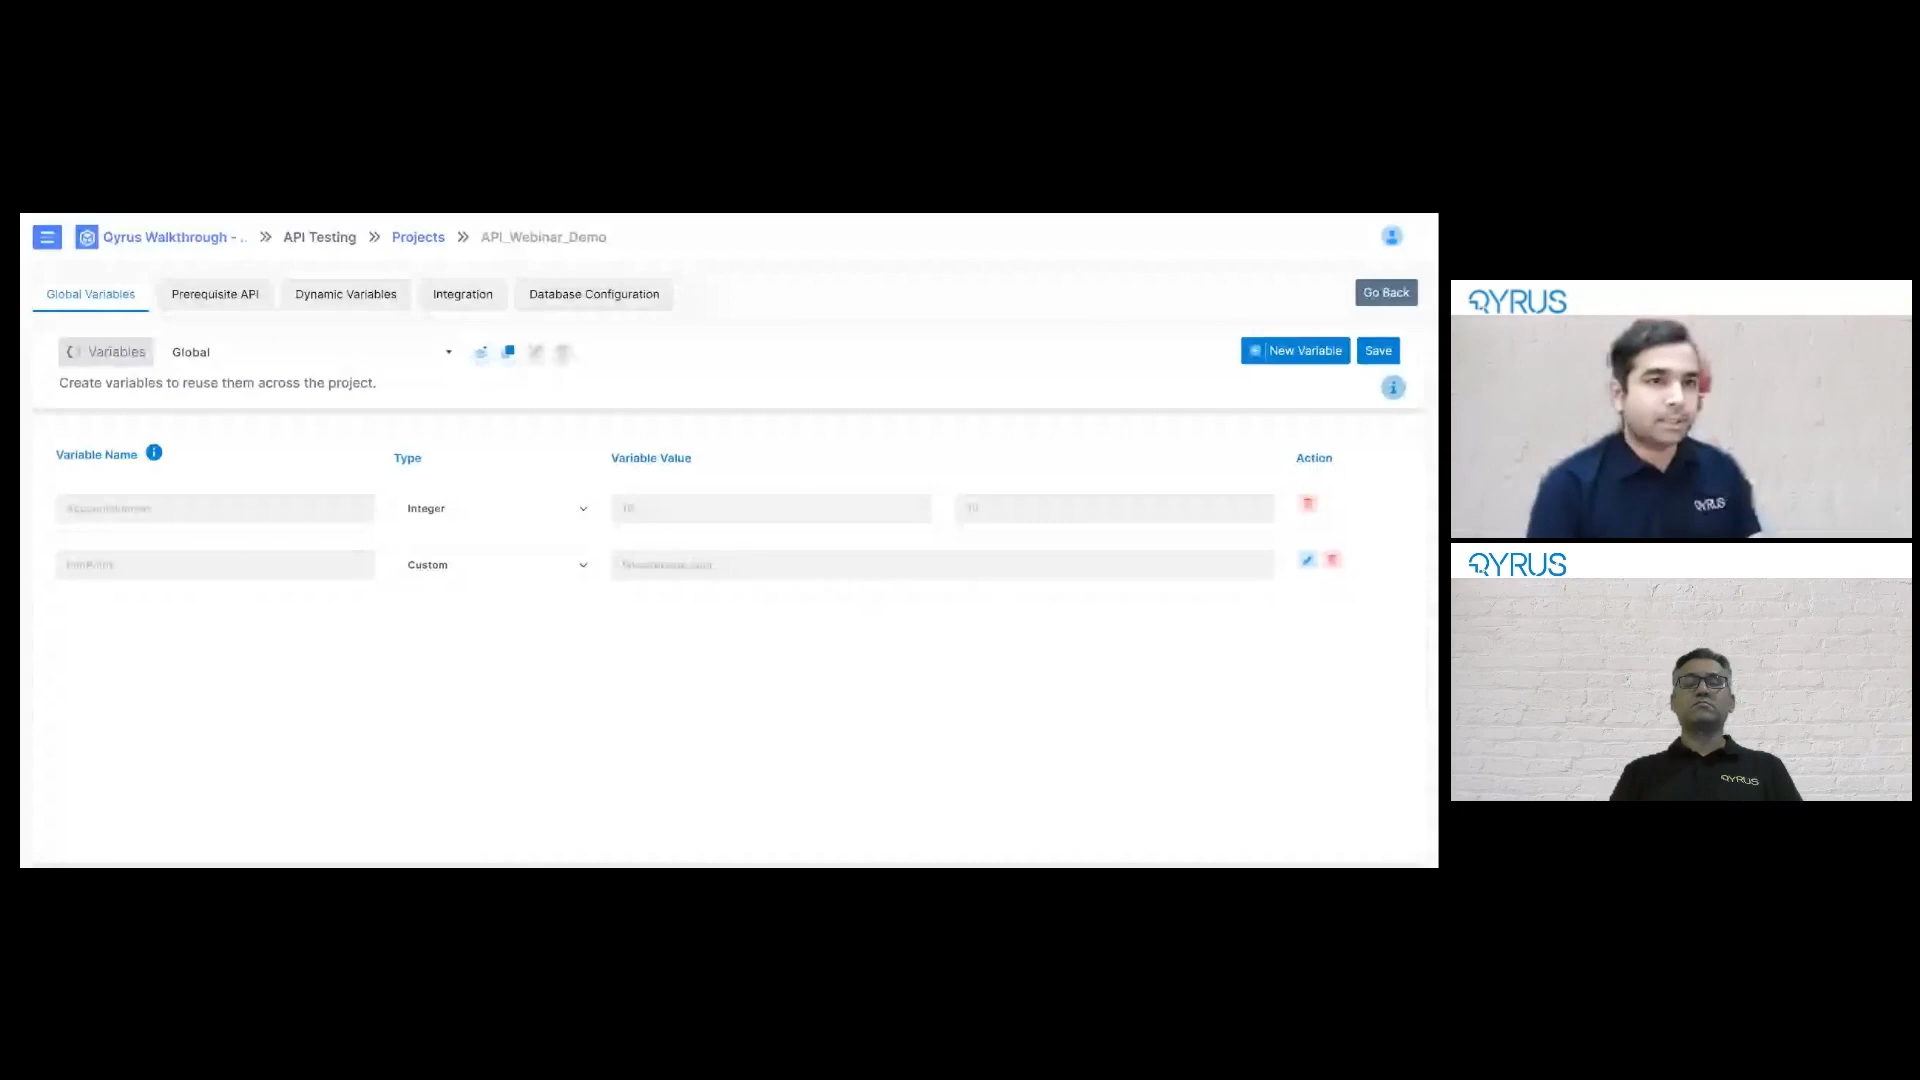 Qyrus Walkthrough - .. » API Testing » Projects » API_Webinar_Demo
Global Variables Prerequisite API Dynamic Variables Integration Database Configuration Go Back
Variables Global New Variable Save
Create variables to reuse them across the project.
Variable Name Type Variable Value Action
Integer 10 10
Custom
QYRUS
QYRUS
QYRUS
QYRUS